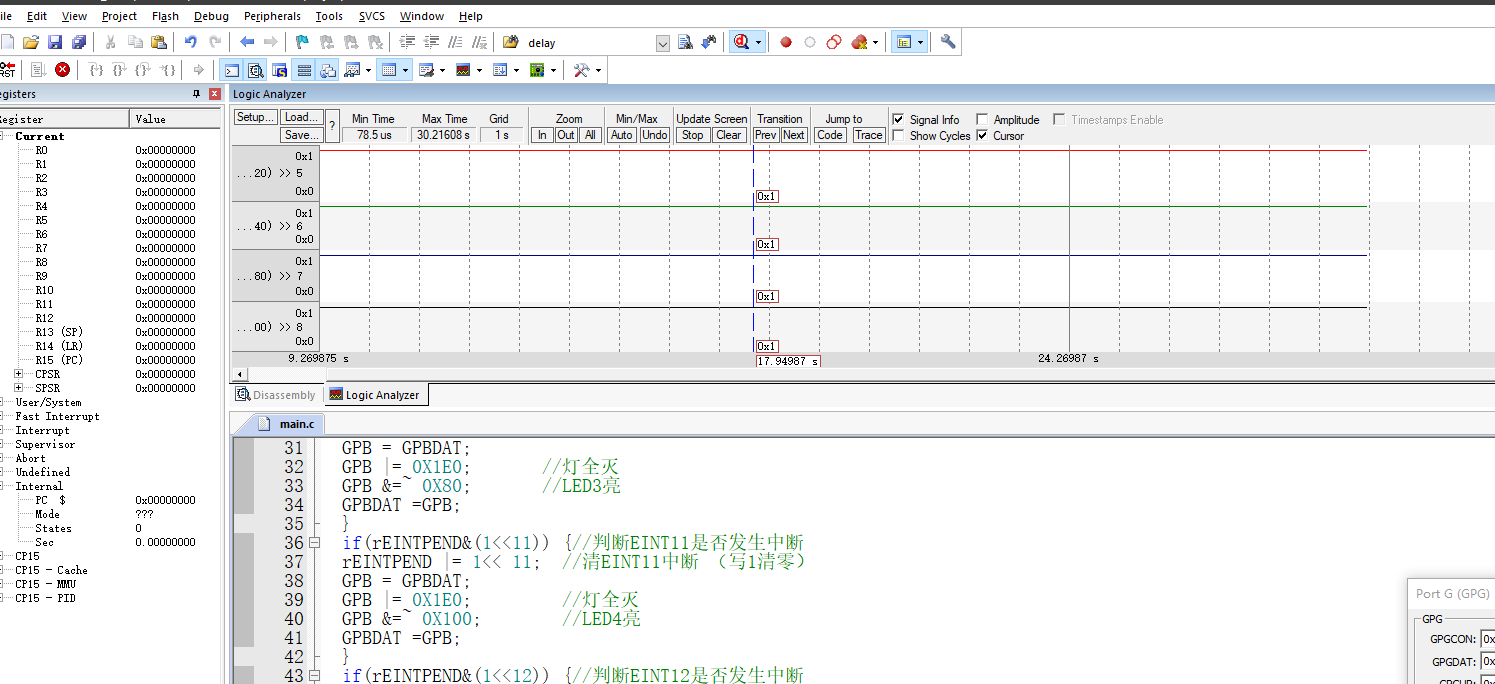 ile Edit View Project Flash Debug Peripherals Tools SVCS Window Help
delay
RST
egisters
Register Value
Current
R0 0x00000000
R1 0x00000000
R2 0x00000000
R3 0x00000000
R4 0x00000000
R5 0x00000000
R6 0x00000000
R7 0x00000000
R8 0x00000000
R9 0x00000000
R10 0x00000000
R11 0x00000000
R12 0x00000000
R13 (SP) 0x00000000
R14 (LR) 0x00000000
R15 (PC) 0x00000000
CPSR 0x00000000
SPSR 0x00000000
User/System
Fast Interrupt
Interrupt
Supervisor
Abort
Undefined
Internal
PC $ 0x00000000
Mode ???
States 0
Sec 0.00000000
CP15
CP15 - Cache
CP15 - MMU
CP15 - PID
Logic Analyzer
Setup... Load... ? Min Time Max Time Grid Zoom Min/Max Update Screen Transition Jump to Signal Info Amplitude Timestamps Enable
Save... 78.5 us 30.21608 s 1 s In Out All Auto Undo Stop Clear Prev Next Code Trace Show Cycles Cursor
0x1
...20) >> 5
0x0
0x1
0x1
...40) >> 6
0x0
0x1
0x1
...80) >> 7
0x0
0x1
0x1
...00) >> 8
0x0
0x1
9.269875 s 17.94987 s 24.26987 s
Disassembly Logic Analyzer
main.c
31 GPB = GPBDAT;
32 GPB |= 0X1E0; //灯全灭
33 GPB &=~ 0X80; //LED3亮
34 GPBDAT =GPB;
35 }
36 if(rEINTPEND&(1<<11)) {//判断EINT11是否发生中断
37 rEINTPEND |= 1<< 11; //清EINT11中断 （写1清零）
38 GPB = GPBDAT;
39 GPB |= 0X1E0; //灯全灭
40 GPB &=~ 0X100; //LED4亮
41 GPBDAT =GPB;
42 }
43 if(rEINTPEND&(1<<12)) {//判断EINT12是否发生中断
Port G (GPG)
GPG
GPGCON: 0x
GPGDAT: 0x